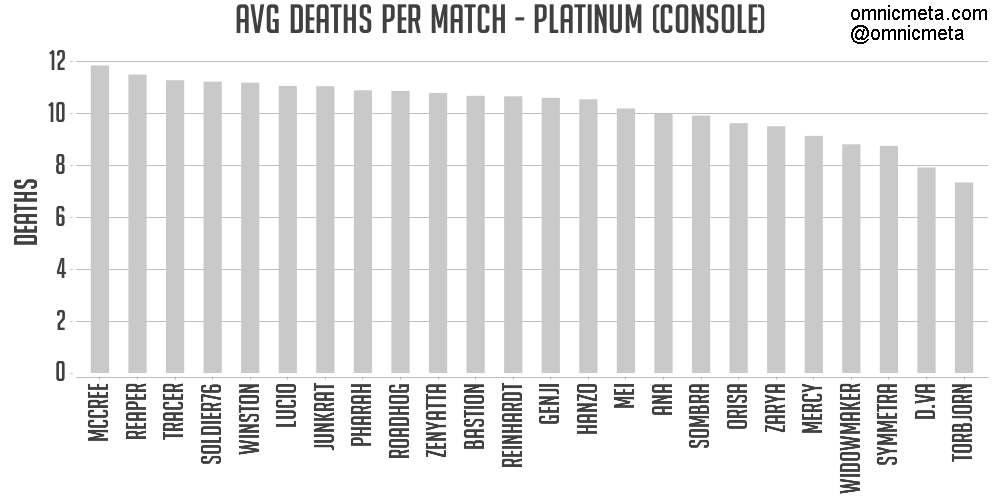 AVG DEATHS PER MATCH - PLATINUM (CONSOLE)
omnicmeta.com
@omnicmeta
DEATHS
12
10
8
6
4
2
0
MCCREE
REAPER
TRACER
SOLDIER76
WINSTON
LUCIO
JUNKRAT
PHARAH
ROADHOG
ZENYATTA
BASTION
REINHARDT
GENJI
HANZO
MEI
ANA
SOMBRA
ORISA
ZARYA
MERCY
WIDOWMAKER
SYMMETRA
D.VA
TORBJORN